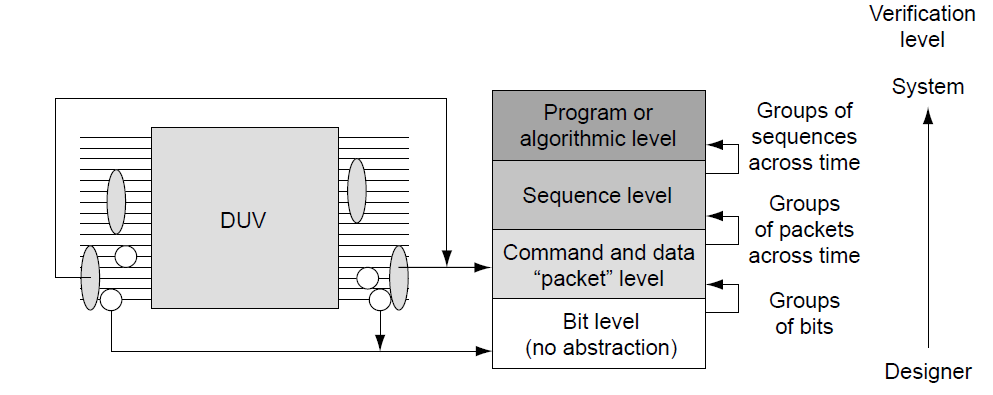 Verification
level
System
Program or
algorithmic level
Groups of
sequences
across time
Sequence level
DUV
Groups
of packets
across time
Command and data
“packet” level
Groups
of bits
Bit level
(no abstraction)
Designer